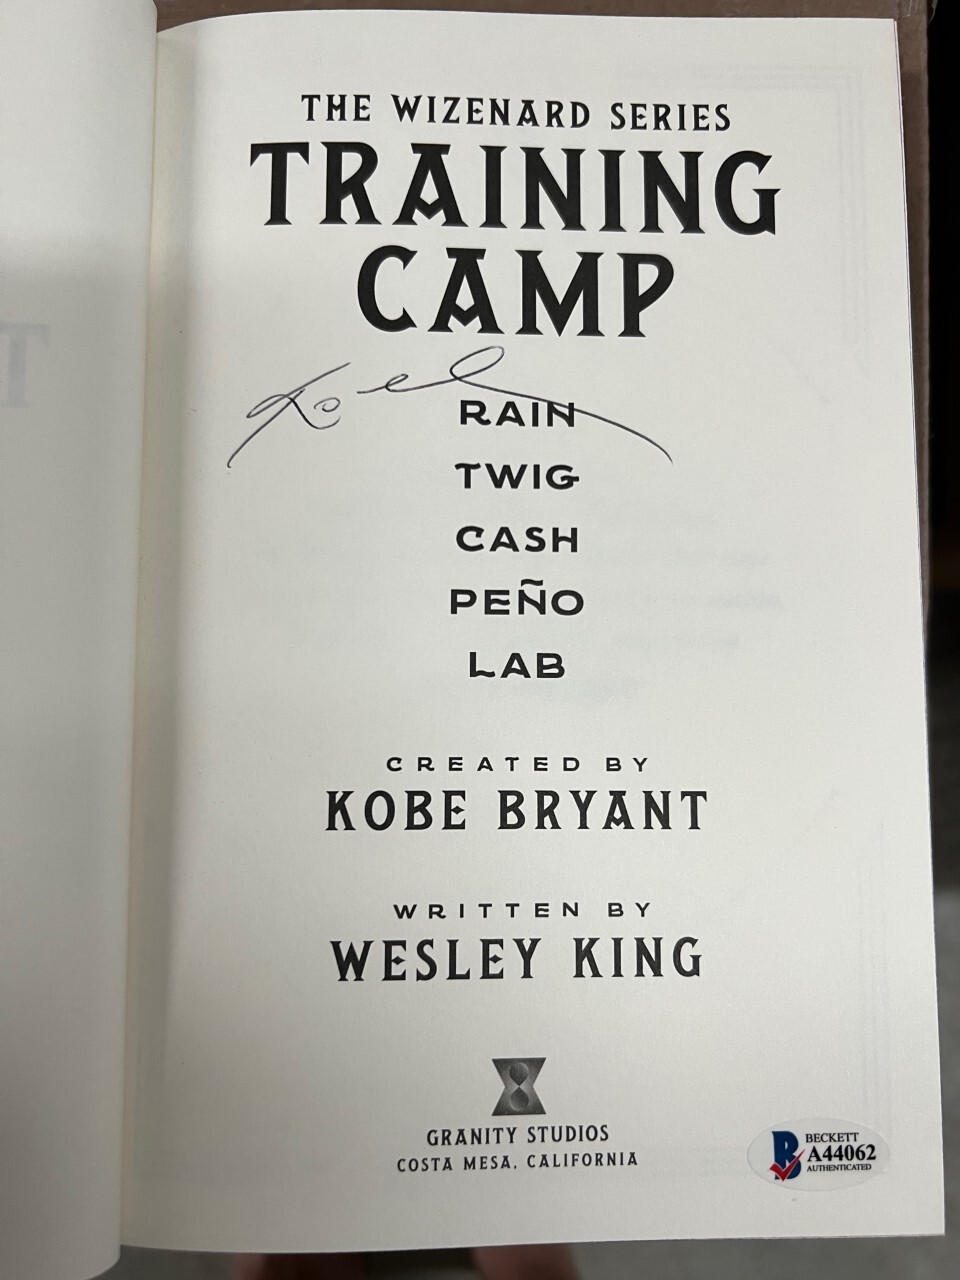 THE WIZENARD SERIES
TRAINING
CAMP
RAIN
TWIG
CASH
PEÑO
LAB
CREATED BY
KOBE BRYANT
WRITTEN BY
WESLEY KING
GRANITY STUDIOS
COSTA MESA, CALIFORNIA
BECKETT
A44062
AUTHENTICATED